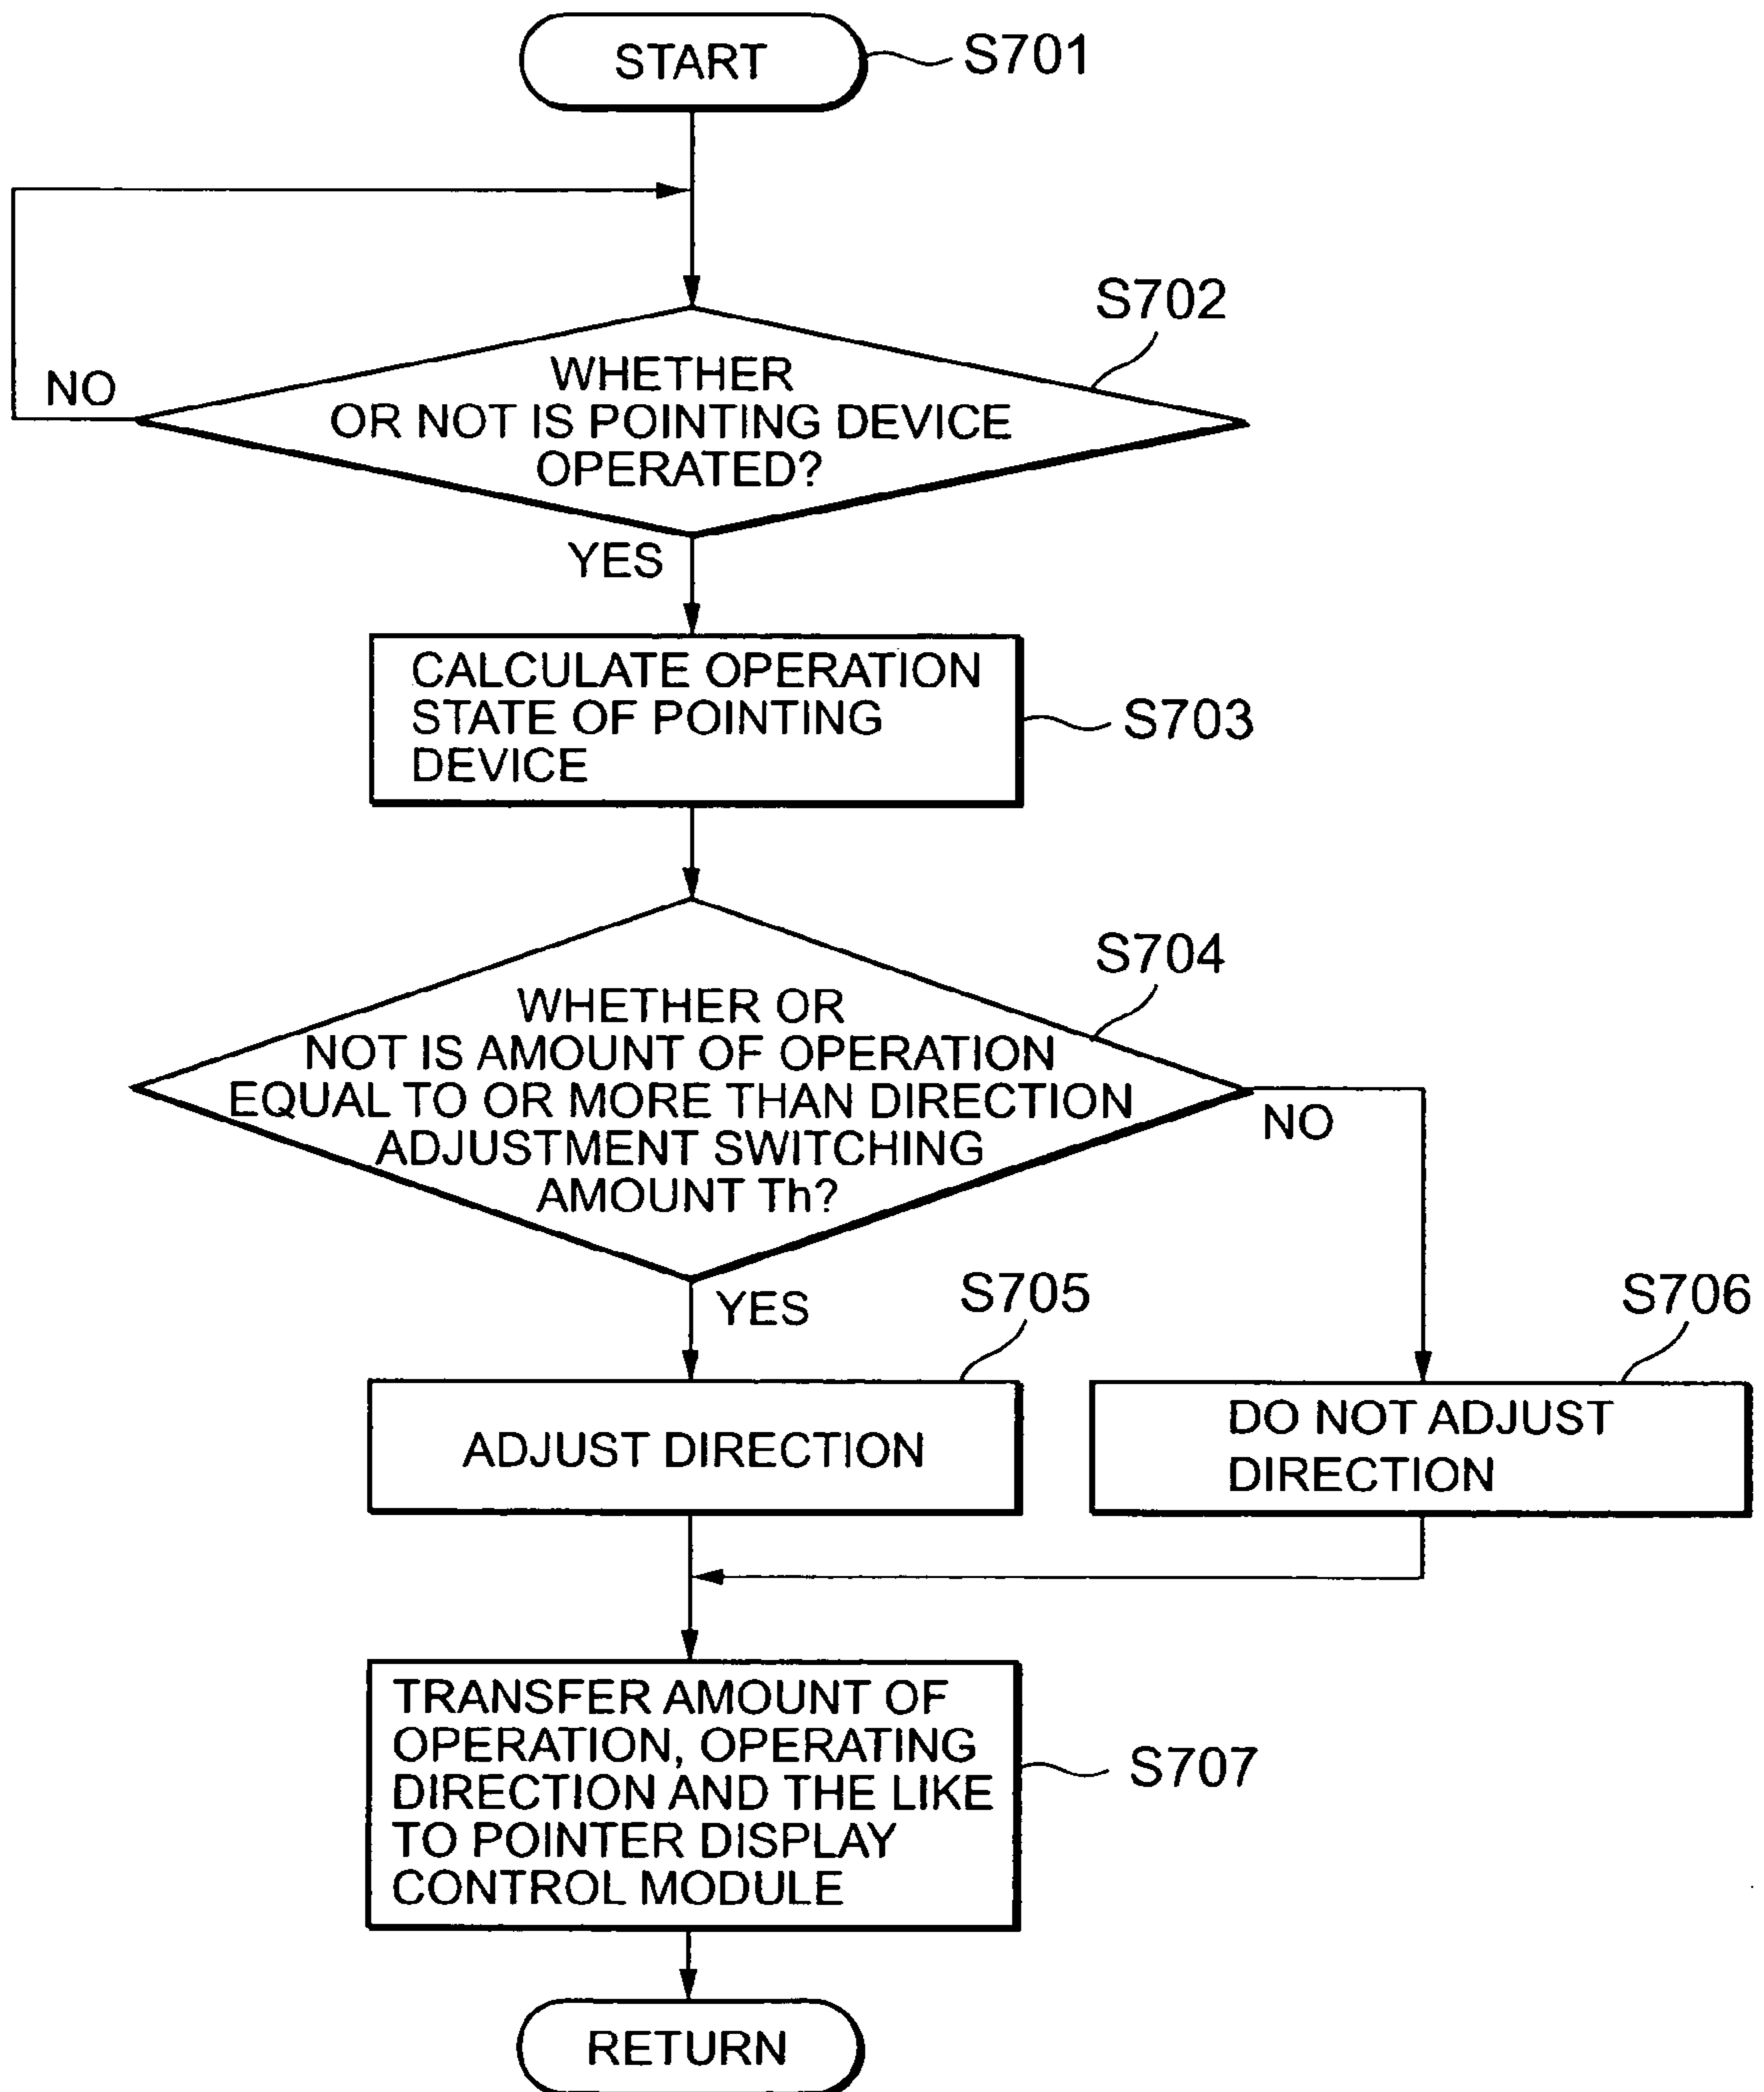 START
S701
S702
NO
WHETHER
OR NOT IS POINTING DEVICE
OPERATED?
YES
CALCULATE OPERATION
STATE OF POINTING
DEVICE
S703
S704
WHETHER OR
NOT IS AMOUNT OF OPERATION
EQUAL TO OR MORE THAN DIRECTION
ADJUSTMENT SWITCHING
AMOUNT Th?
NO
YES
S705
S706
ADJUST DIRECTION
DO NOT ADJUST
DIRECTION
TRANSFER AMOUNT OF
OPERATION, OPERATING
DIRECTION AND THE LIKE
TO POINTER DISPLAY
CONTROL MODULE
S707
RETURN